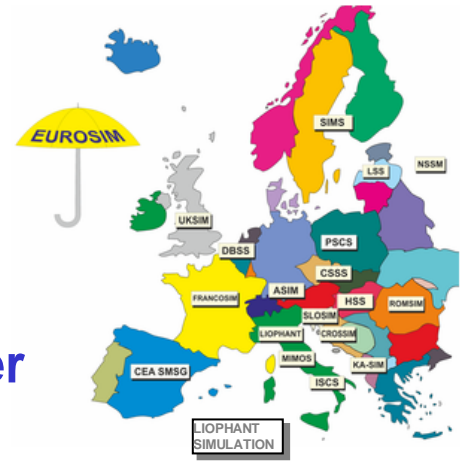 EUROSIM
SIMS
NSSM
LSS
UKSIM
DBSS
PSCS
CSSS
ASIM
FRANCOSIM
HSS
ROMSIM
SLOSIM
LIOPHANT
CROSSIM
MIMOS
KA-SIM
CEA SMSG
ISCS
er
LIOPHANT
SIMULATION